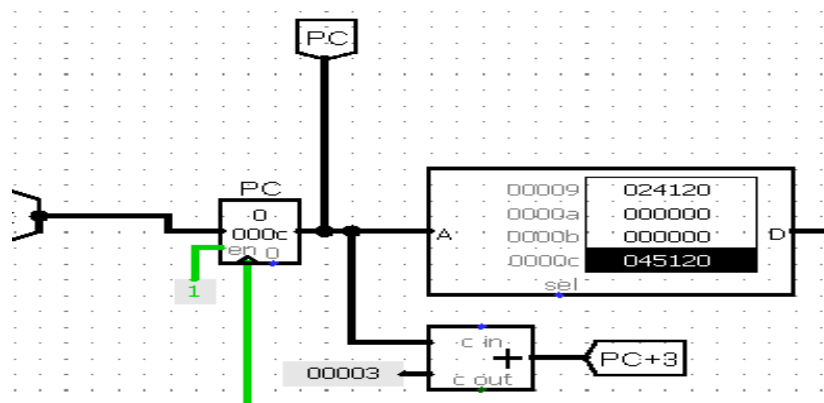 PC
PC
0
000c
en 0
1
A
00009 024120
0000a 000000
0000b 000000
0000c 045120
D
sel
c in
+
c out
00003
PC+3